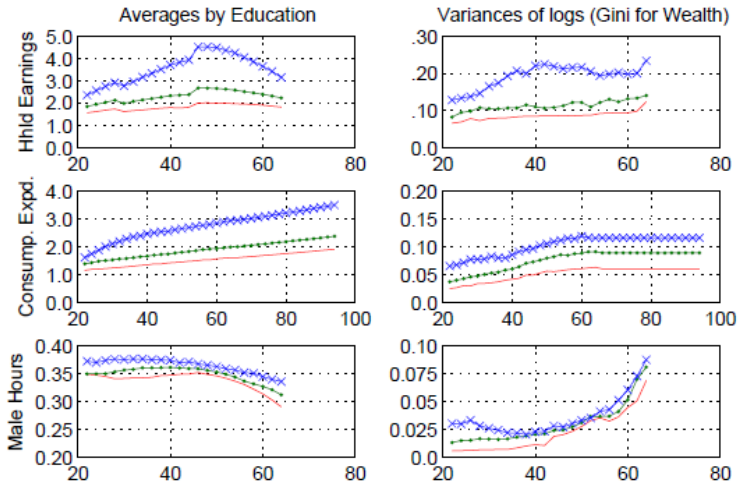 Averages by Education
Variances of logs (Gini for Wealth)
Hhld Earnings
5.0
4.0
3.0
2.0
1.0
0.0
20 40 60 80
.30
.20
.10
.00
20 40 60 80
Consump. Expd.
4.0
3.0
2.0
1.0
0.0
20 40 60 80 100
0.20
0.15
0.10
0.05
0.0
20 40 60 80 100
Male Hours
0.40
0.35
0.30
0.25
0.20
20 40 60 80
0.100
0.075
0.050
0.025
0.0
20 40 60 80